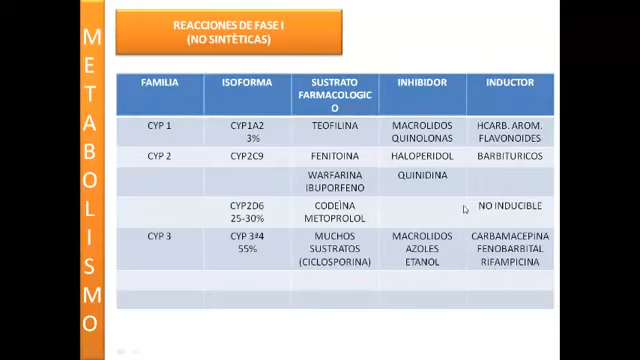 METABOLISMO
REACCIONES DE FASE I
(NO SINTÉTICAS)
FAMILIA ISOFORMA SUSTRATO FARMACOLOGICO INHIBIDOR INDUCTOR
CYP 1 CYP1A2 TEOFILINA MACROLIDOS HCARB. AROM.
3% QUINOLONAS FLAVONOIDES
CYP 2 CYP2C9 FENITOINA HALOPERIDOL BARBITURICOS
WARFARINA QUINIDINA
IBUPORFENO
CYP2D6 CODEÌNA NO INDUCIBLE
25-30% METOPROLOL
CYP 3 CYP 3ª4 MUCHOS MACROLIDOS CARBAMACEPINA
55% SUSTRATOS AZOLES FENOBARBITAL
(CICLOSPORINA) ETANOL RIFAMPICINA